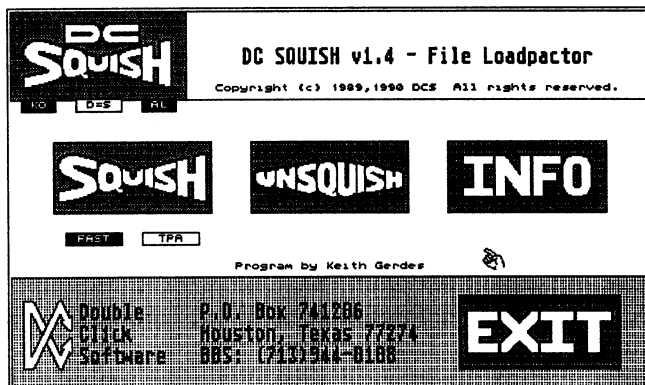 DC
SQUISH
DC SQUISH v1.4 - File Loadpactor
Copyright (c) 1989,1990 DCS All rights reserved.
KO D=S AL
SQUISH UNSQUISH INFO
FAST TPA
Program by Keith Gerdes
Double P.O. Box 741206
Click Houston, Texas 77274
Software BBS: (713)944-0108
EXIT